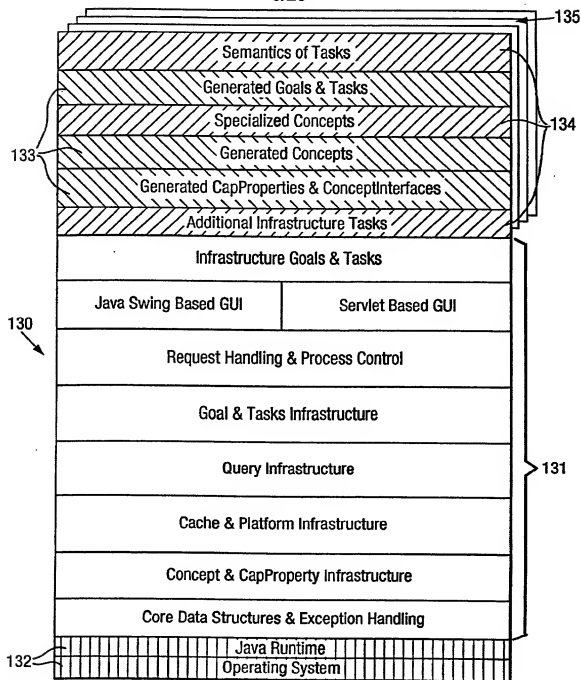 135
Semantics of Tasks
Generated Goals & Tasks
Specialized Concepts
134
133
Generated Concepts
Generated CapProperties & ConceptInterfaces
Additional Infrastructure Tasks
Infrastructure Goals & Tasks
Java Swing Based GUI
Servlet Based GUI
130
Request Handling & Process Control
Goal & Tasks Infrastructure
Query Infrastructure
131
Cache & Platform Infrastructure
Concept & CapProperty Infrastructure
Core Data Structures & Exception Handling
Java Runtime
132
Operating System